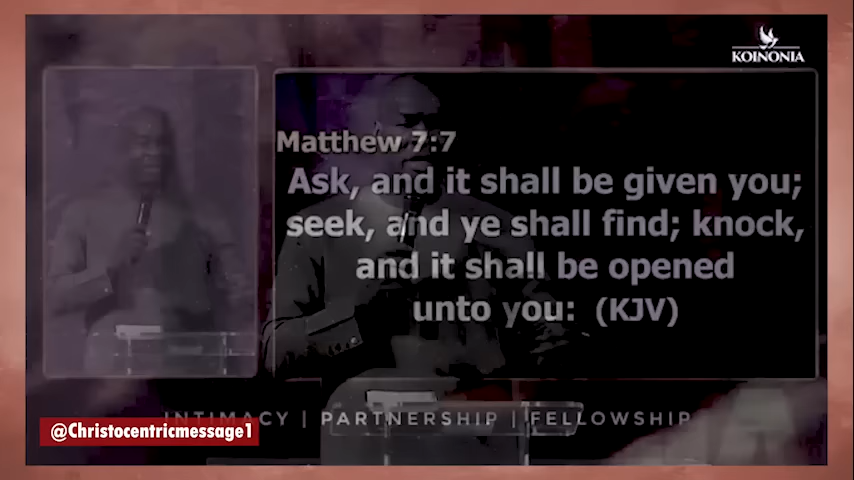 KOINONIA
Matthew 7:7
Ask, and it shall be given you;
seek, and ye shall find; knock,
and it shall be opened
unto you: (KJV)
INTIMACY | PARTNERSHIP | FELLOWSHIP
@Christocentricmessage1